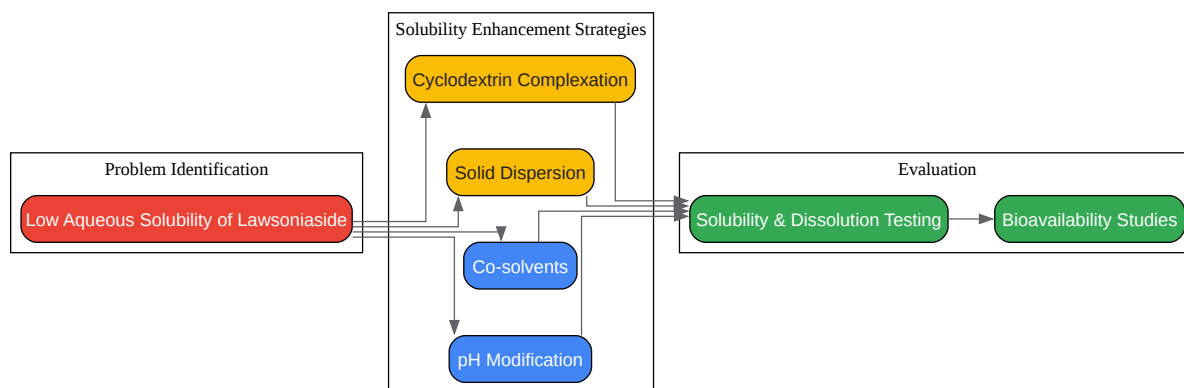 Solubility Enhancement Strategies
Cyclodextrin Complexation
Problem Identification
Low Aqueous Solubility of Lawsoniaside
Solid Dispersion
Co-solvents
pH Modification
Evaluation
Solubility & Dissolution Testing
Bioavailability Studies